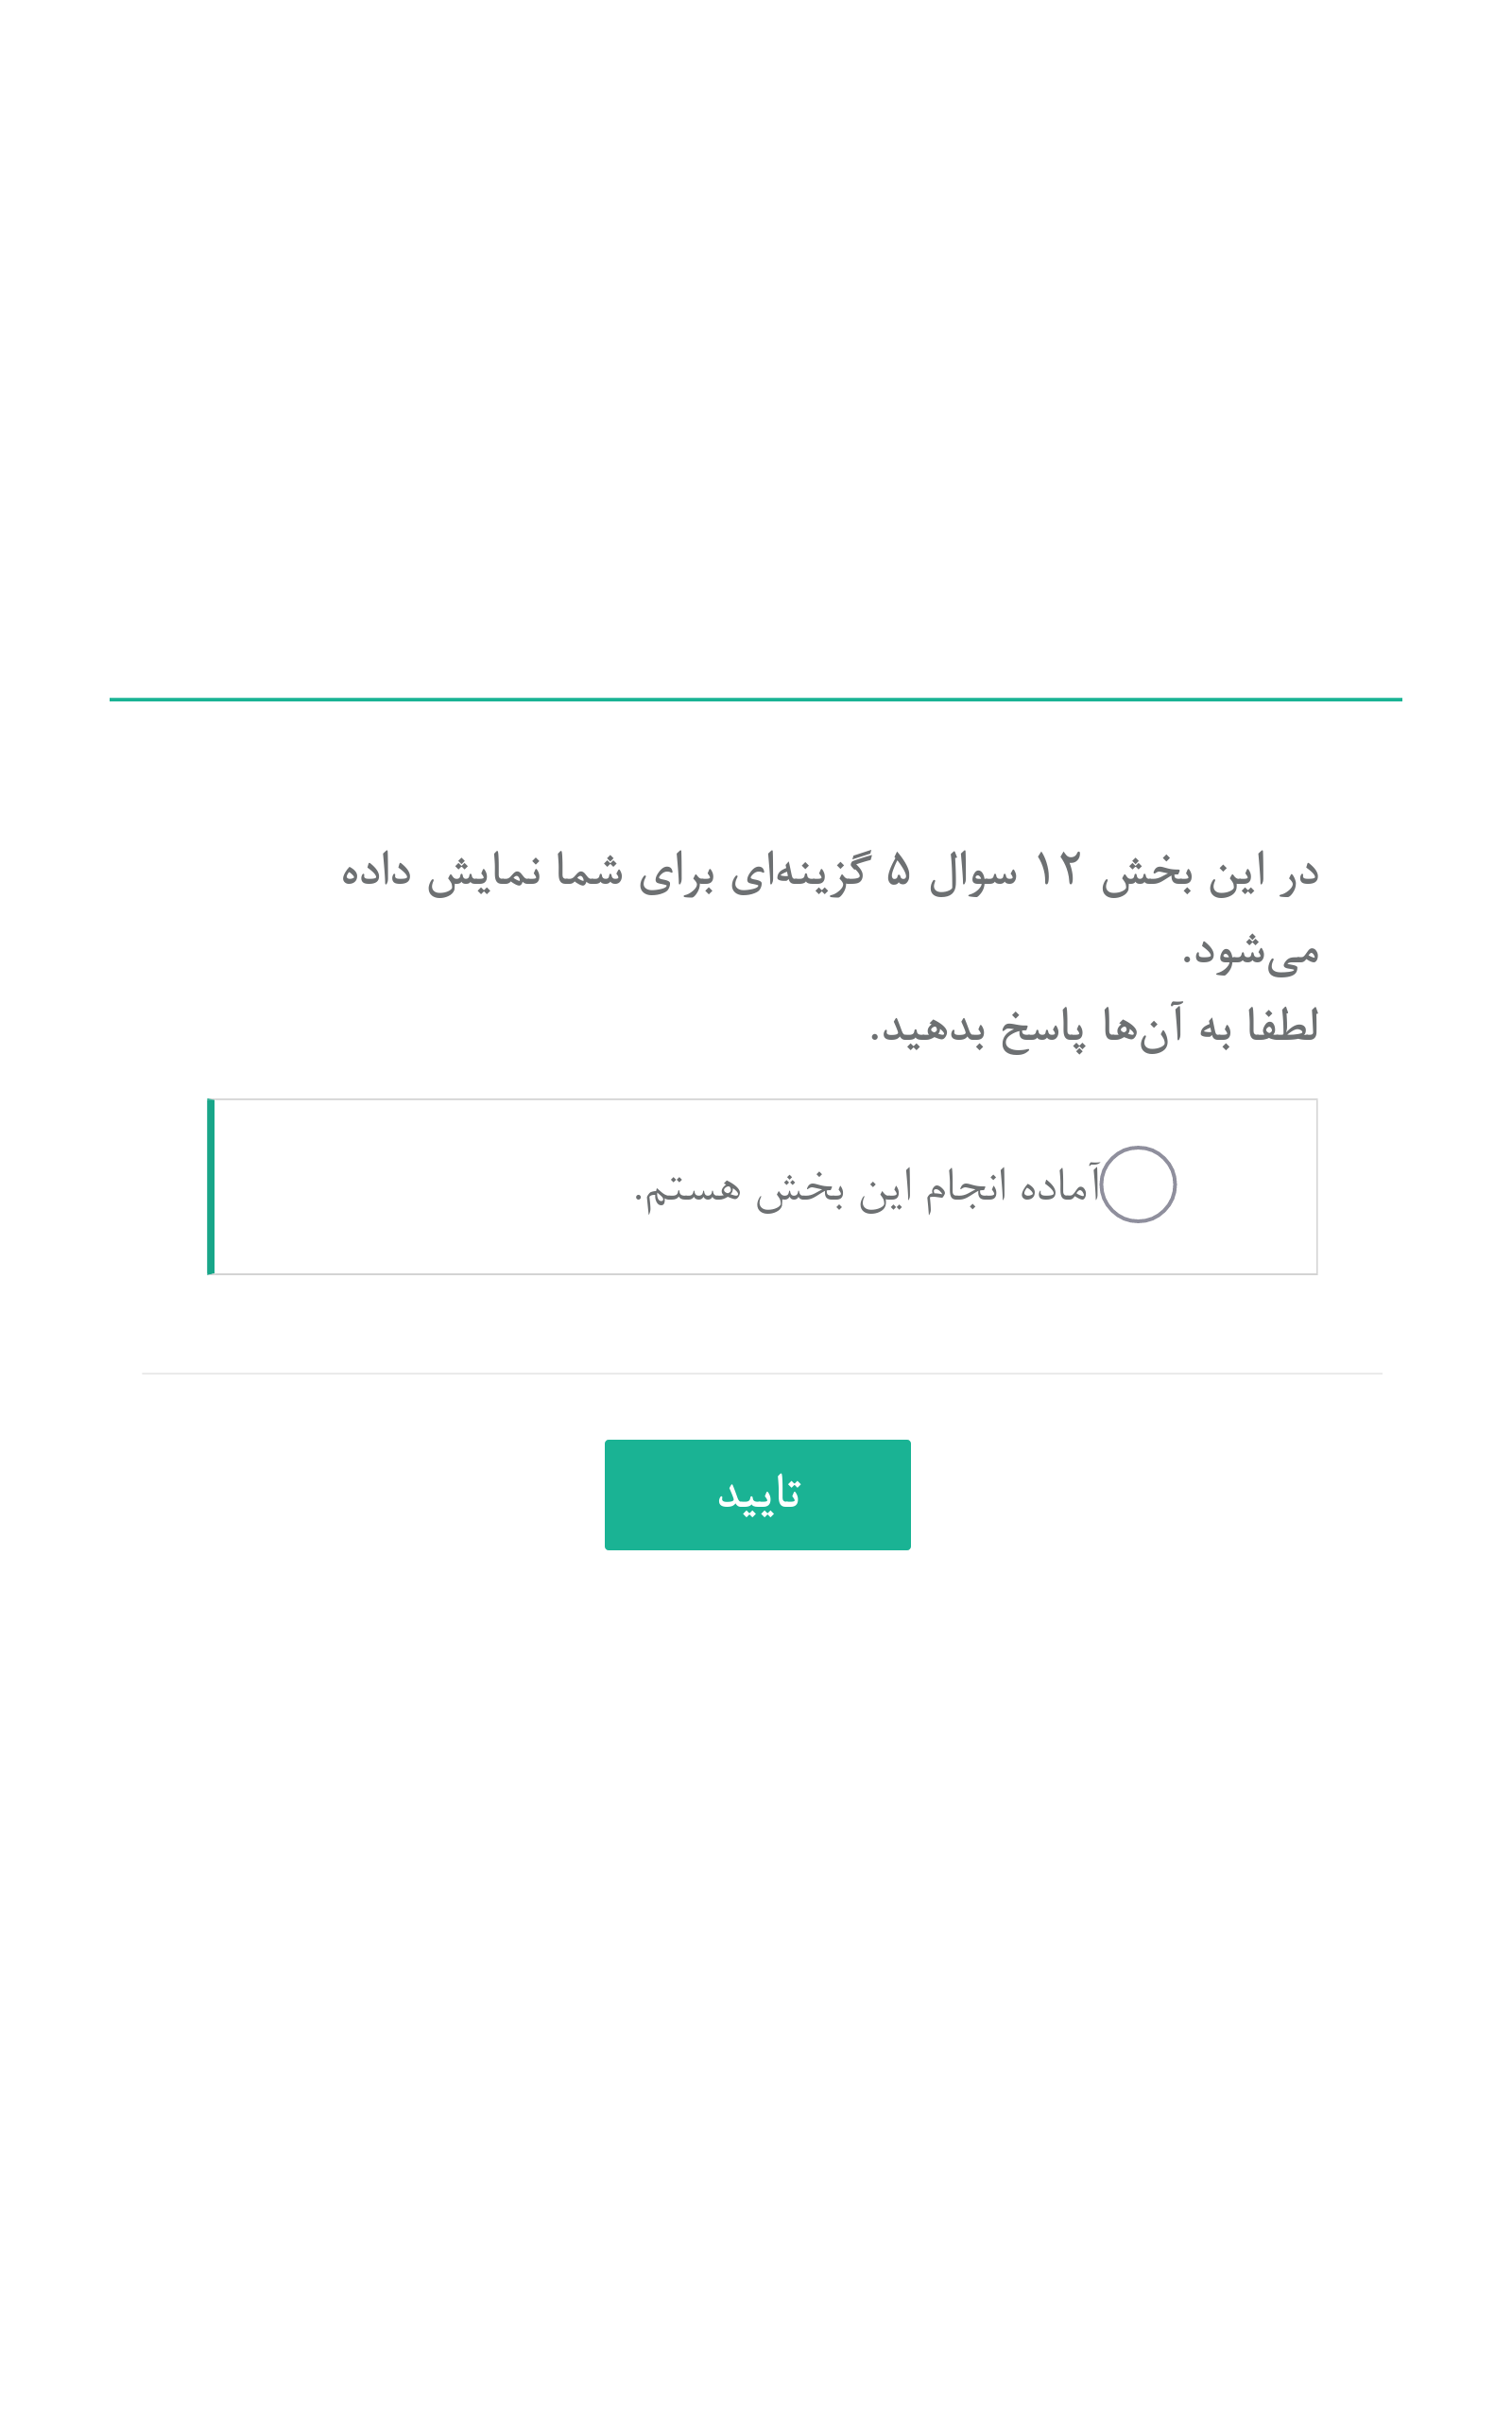 در این بخش ۱۲ سوال ۵ گزینه‌ای برای شما نمایش داده
می‌شود.
لطفا به آن‌ها پاسخ بدهید.
آماده انجام این بخش هستم.
تایید